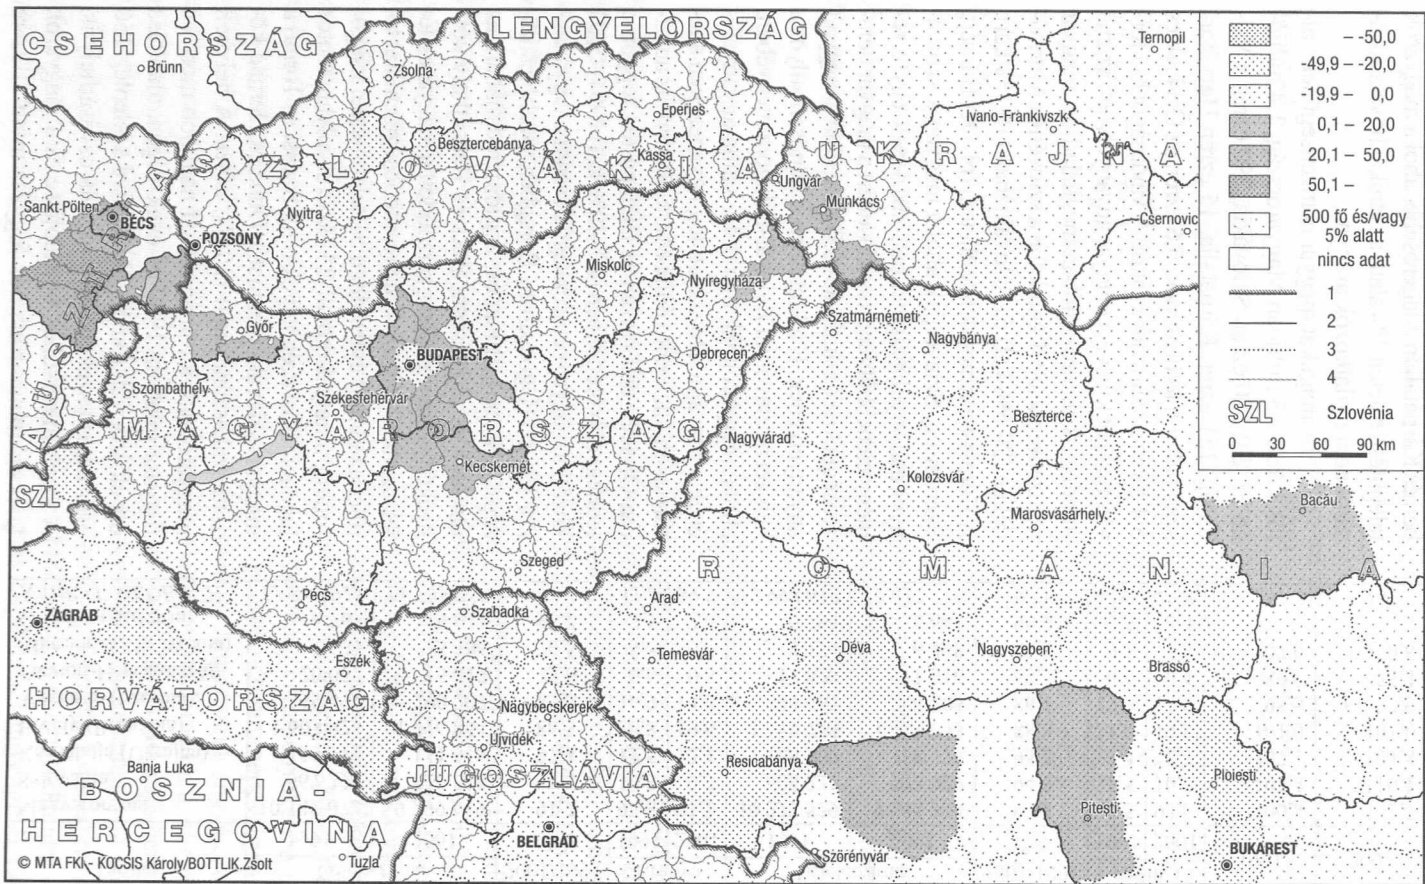 CSEHORSZÁG
LENGYELORSZÁG
Brünn
Zsolna
Ternopil
Eperjes
Ivano-Frankivszk
Besztercebánya
Kassa
SZLOVÁKIA
UKRAJNA
Ungvár
Sankt Pölten
BÉCS
Nyitra
Munkács
Csernovic
POZSONY
AUSZTRIA
Miskolc
Nyíregyháza
Győr
Szatmárnémeti
BUDAPEST
Debrecen
Nagybánya
Szombathely
Székesfehérvár
MAGYARORSZÁG
Beszterce
Nagyvárad
Kecskemét
Kolozsvár
SZL
Bacău
Marosvásárhely
Szeged
ROMÁNIA
Pécs
Szabadka
Arad
ZÁGRÁB
Eszék
Temesvár
Déva
Nagyszeben
Brassó
HORVÁTORSZÁG
Nagybecskerek
Újvidék
Banja Luka
JUGOSZLÁVIA
Resicabánya
Ploiesti
BOSZNIA-
HERCEGOVINA
Pitești
BELGRÁD
Tuzla
Szörényvár
BUKAREST
© MTA FKI - KOCSIS Károly/BOTTLIK Zsolt
– -50,0
-49,9 – -20,0
-19,9 – 0,0
0,1 – 20,0
20,1 – 50,0
50,1 –
500 fő és/vagy
5% alatt
nincs adat
1
2
3
4
SZL Szlovénia
0 30 60 90 km